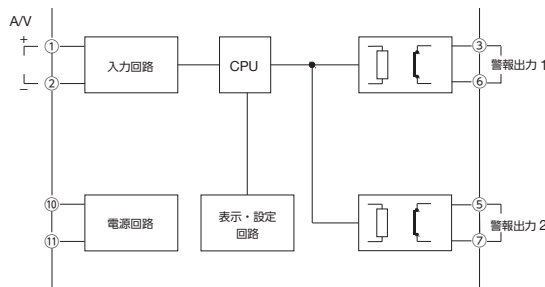 A/V
+
①
②
−
入力回路
CPU
③
⑥
警報出力 1
⑩
⑪
電源回路
表示・設定
回路
⑤
⑦
警報出力 2